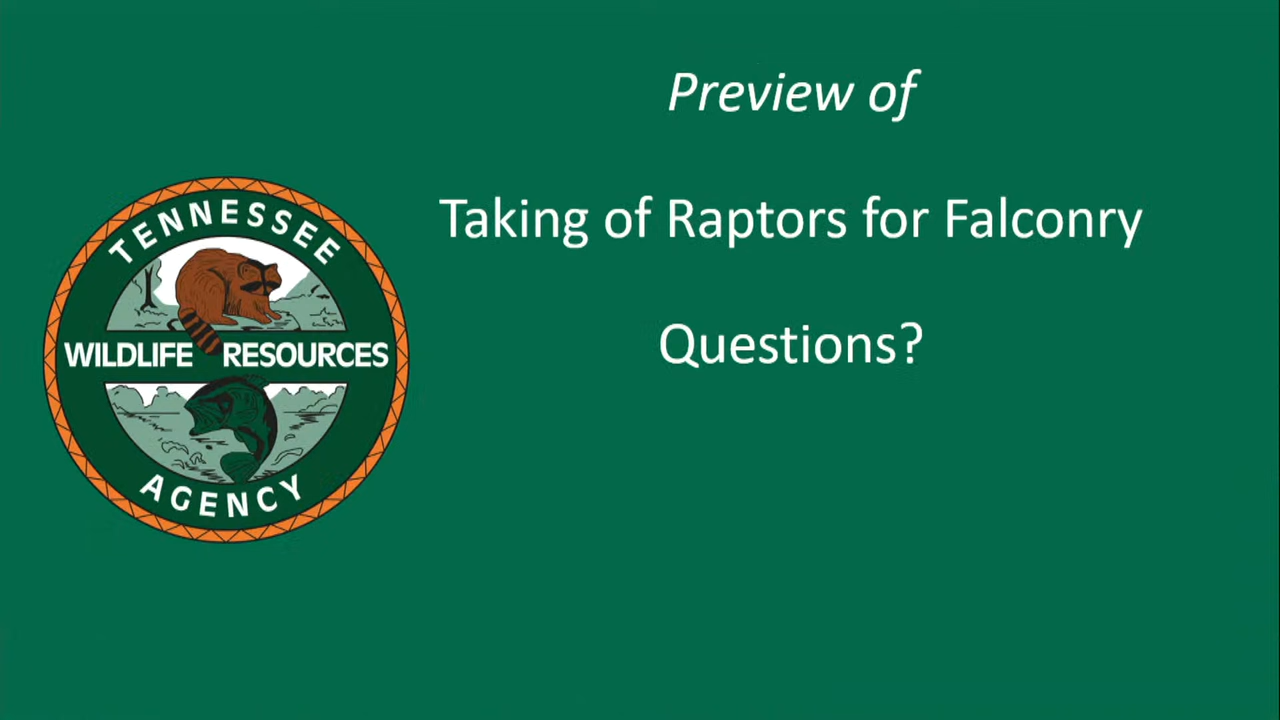 Preview of
Taking of Raptors for Falconry
Questions?
TENNESSEE
WILDLIFE RESOURCES
AGENCY